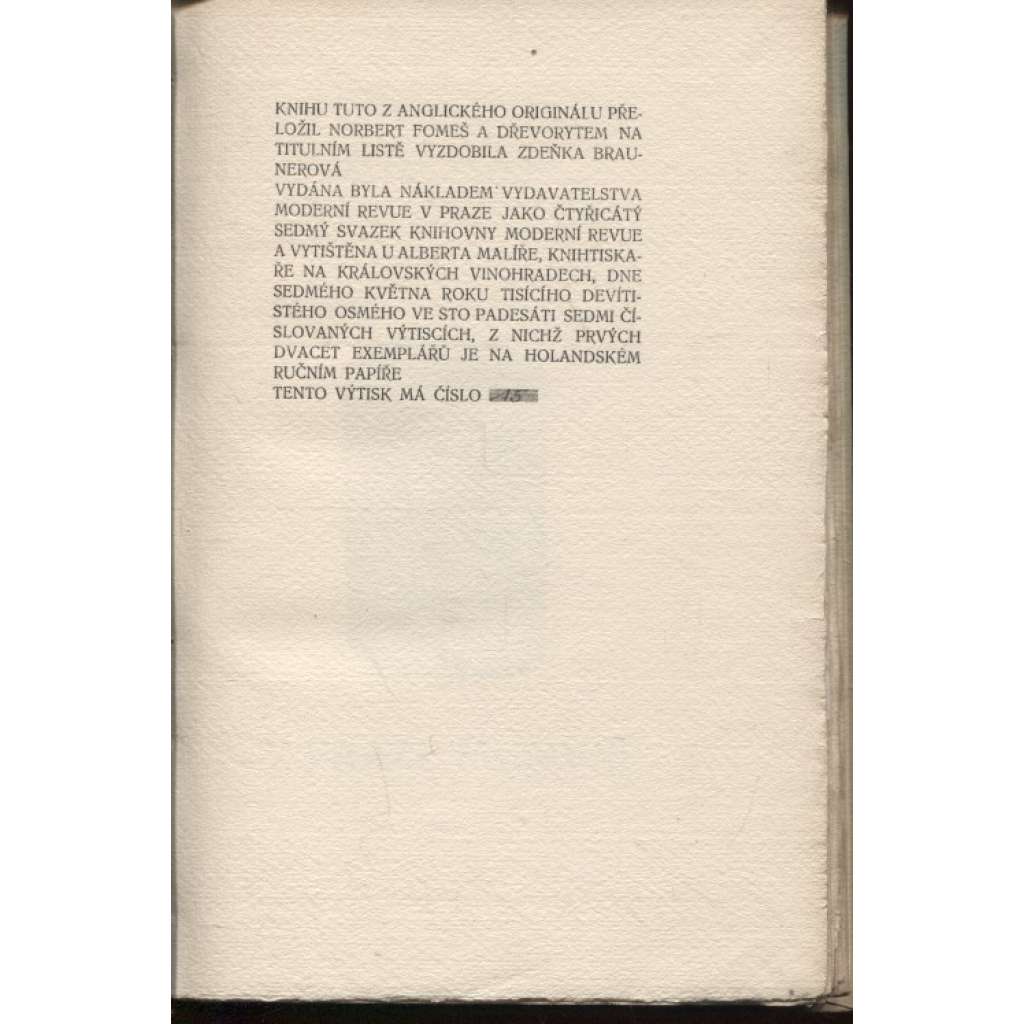 KNIHU TUTO Z ANGLICKÉHO ORIGINÁLU PŘE-
LOŽIL NORBERT FOMEŠ A DŘEVORYTEM NA
TITULNÍM LISTĚ VYZDOBILA ZDEŇKA BRAU-
NEROVÁ
VYDÁNA BYLA NÁKLADEM VYDAVATELSTVA
MODERNÍ REVUE V PRAZE JAKO ČTYŘICÁTÝ
SEDMÝ SVAZEK KNIHOVNY MODERNÍ REVUE
A VYTIŠTĚNA U ALBERTA MALÍŘE, KNIHTISKA-
ŘE NA KRÁLOVSKÝCH VINOHRADECH, DNE
SEDMÉHO KVĚTNA ROKU TISÍCÍHO DEVÍTI-
STÉHO OSMÉHO VE STO PADESÁTI SEDMI ČÍ-
SLOVANÝCH VÝTISCÍCH, Z NICHŽ PRVÝCH
DVACET EXEMPLÁŘŮ JE NA HOLANDSKÉM
RUČNÍM PAPÍŘE
TENTO VÝTISK MÁ ČÍSLO 15